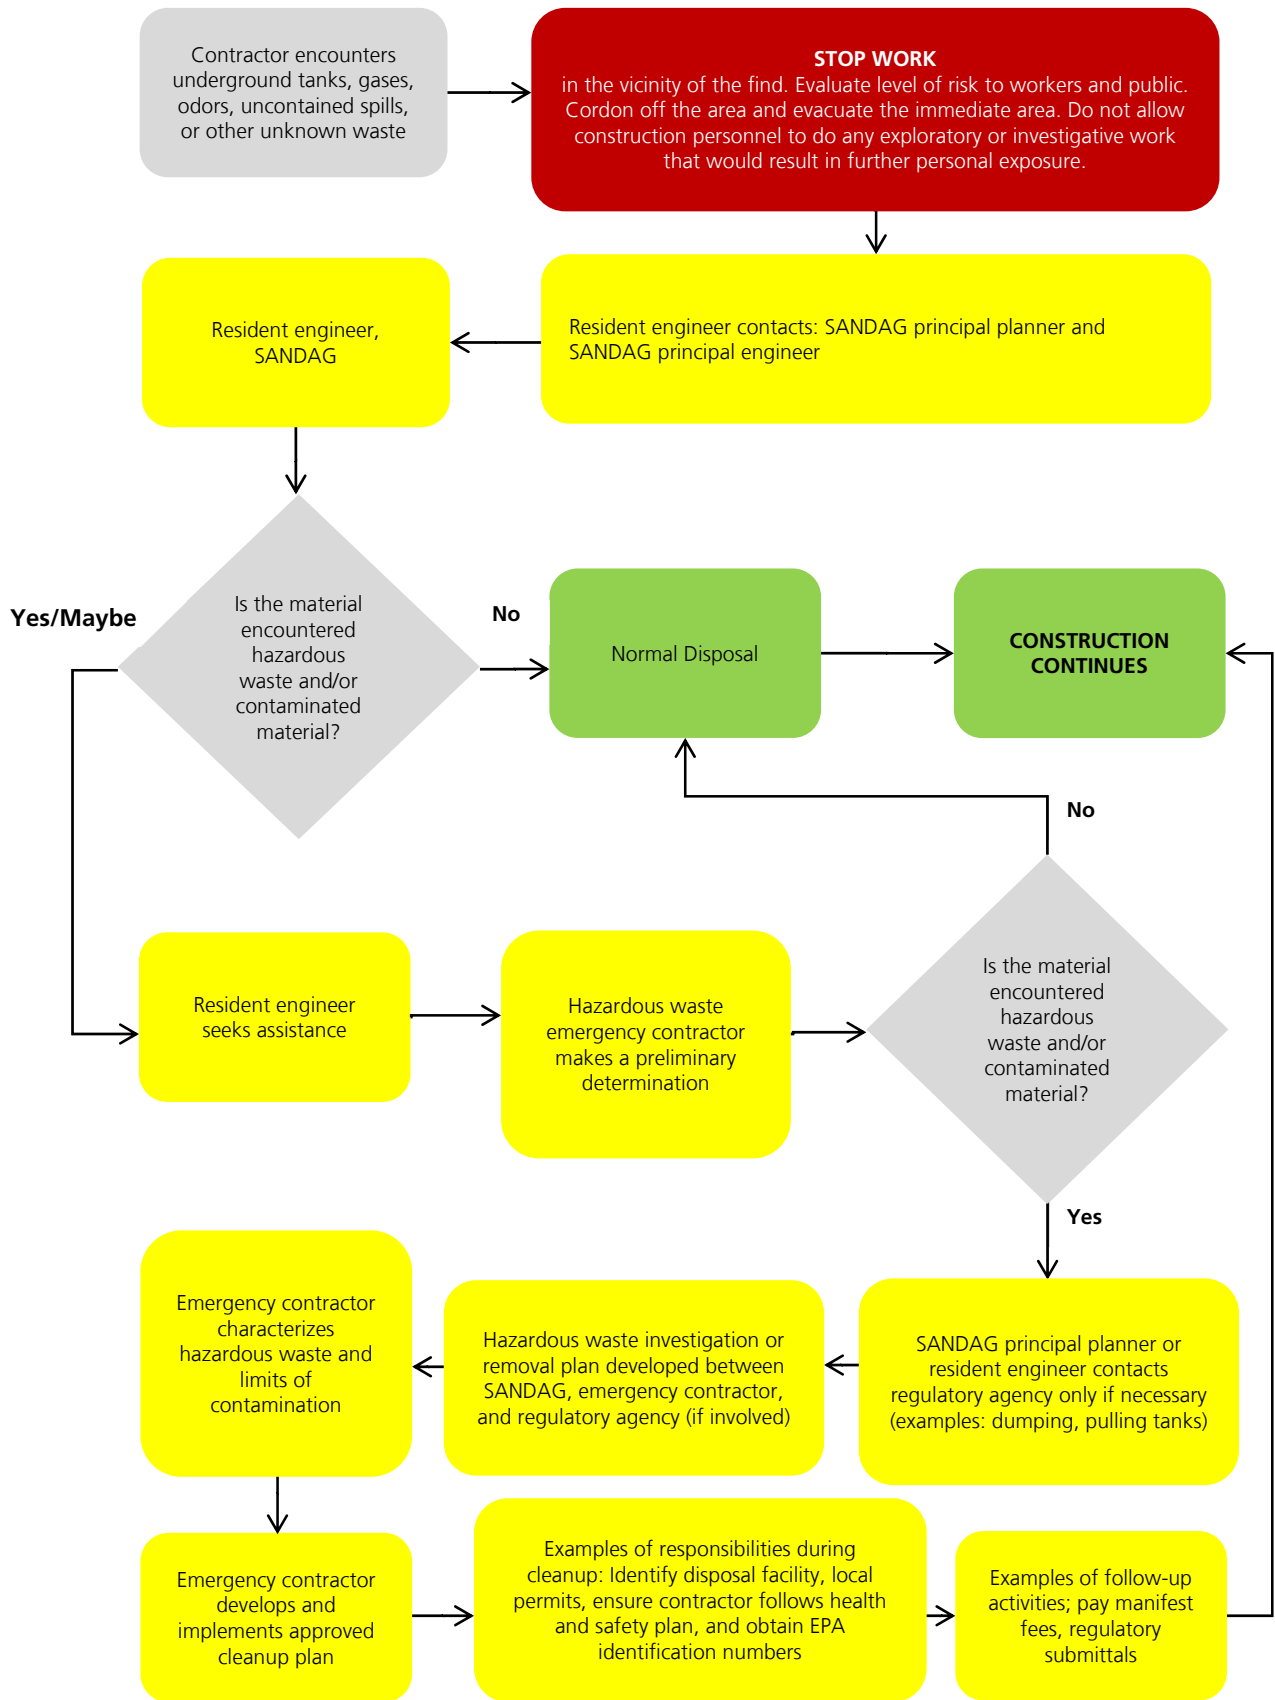 Contractor encounters
underground tanks, gases,
odors, uncontained spills,
or other unknown waste
STOP WORK
in the vicinity of the find. Evaluate level of risk to workers and public.
Cordon off the area and evacuate the immediate area. Do not allow
construction personnel to do any exploratory or investigative work
that would result in further personal exposure.
Resident engineer contacts: SANDAG principal planner and
SANDAG principal engineer
Resident engineer,
SANDAG
Is the material
encountered
hazardous
waste and/or
contaminated
material?
Yes/Maybe
No
Normal Disposal
CONSTRUCTION
CONTINUES
Resident engineer
seeks assistance
Hazardous waste
emergency contractor
makes a preliminary
determination
Is the material
encountered
hazardous
waste and/or
contaminated
material?
No
Yes
SANDAG principal planner or
resident engineer contacts
regulatory agency only if necessary
(examples: dumping, pulling tanks)
Hazardous waste investigation or
removal plan developed between
SANDAG, emergency contractor,
and regulatory agency (if involved)
Emergency contractor
characterizes
hazardous waste and
limits of
contamination
Emergency contractor
develops and
implements approved
cleanup plan
Examples of responsibilities during
cleanup: Identify disposal facility, local
permits, ensure contractor follows health
and safety plan, and obtain EPA
identification numbers
Examples of follow-up
activities; pay manifest
fees, regulatory
submittals